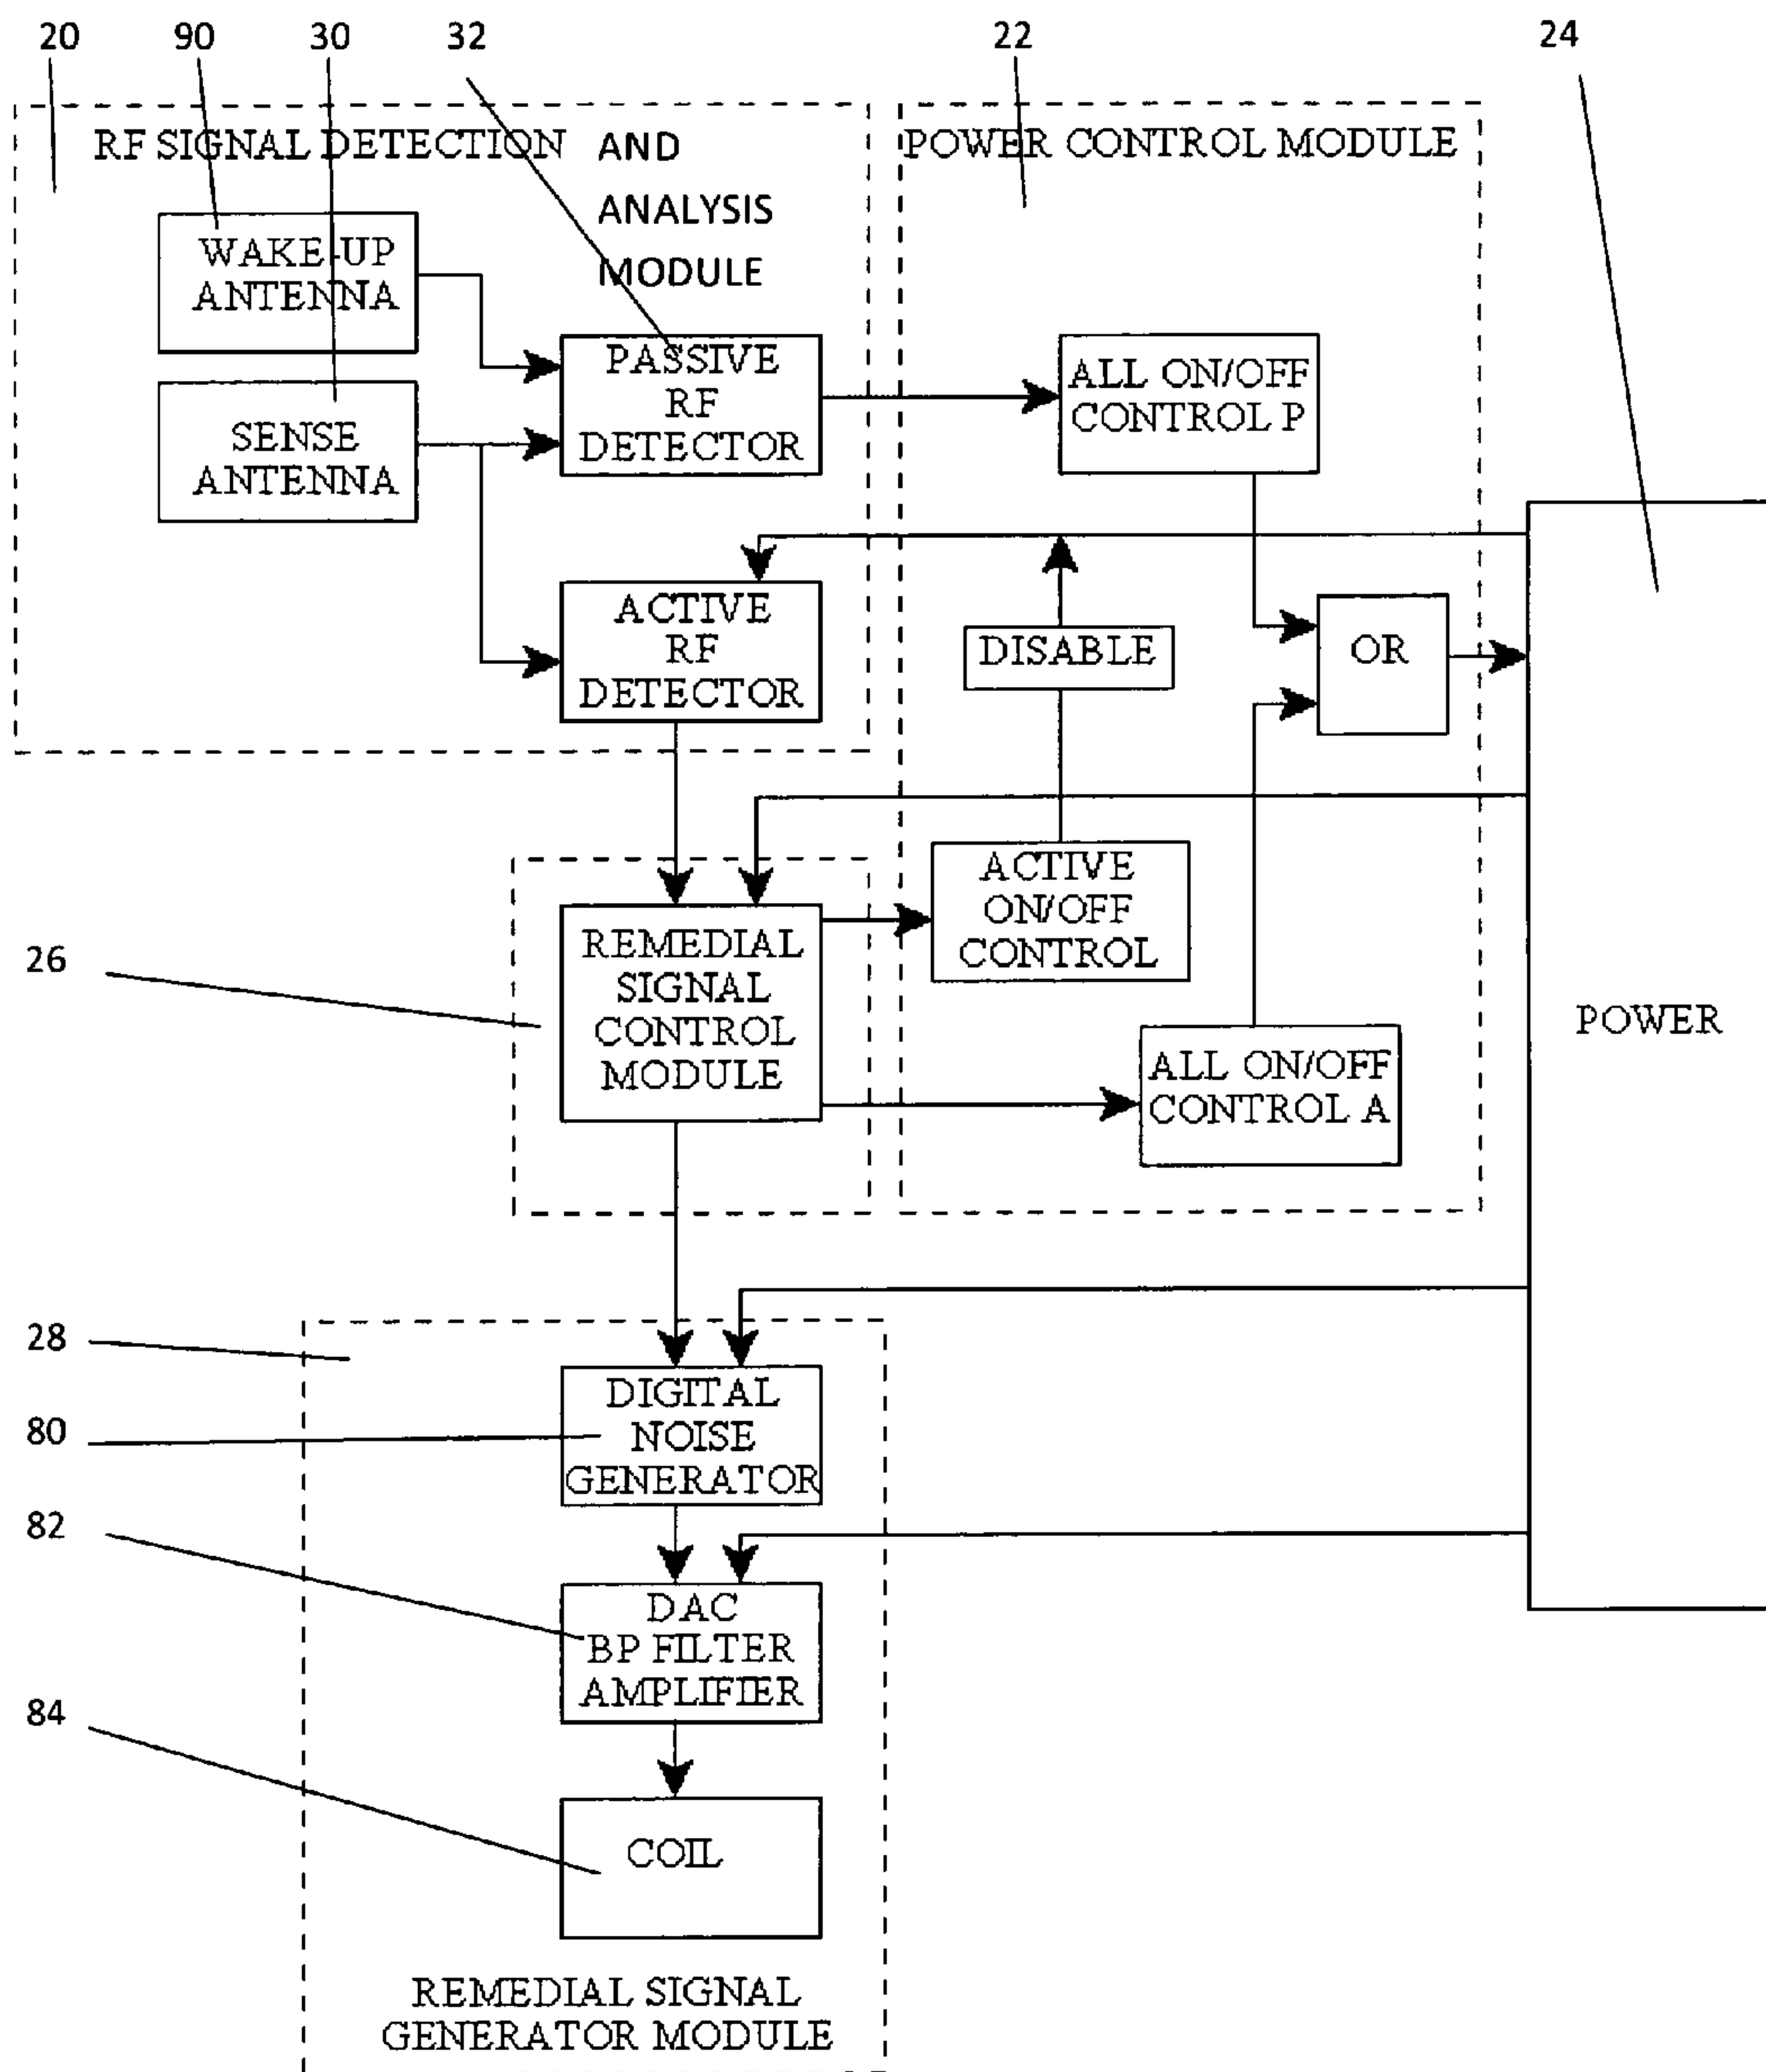 20 90 30 32 22 24
RF SIGNAL DETECTION AND
ANALYSIS
MODULE
POWER CONTROL MODULE
WAKE-UP
ANTENNA
SENSE
ANTENNA
PASSIVE
RF
DETECTOR
ALL ON/OFF
CONTROL P
ACTIVE
RF
DETECTOR
DISABLE
OR
POWER
26
REMEDIAL
SIGNAL
CONTROL
MODULE
ACTIVE
ON/OFF
CONTROL
ALL ON/OFF
CONTROL A
28
80
DIGITAL
NOISE
GENERATOR
82
DAC
BP FILTER
AMPLIFIER
84
COIL
REMEDIAL SIGNAL
GENERATOR MODULE